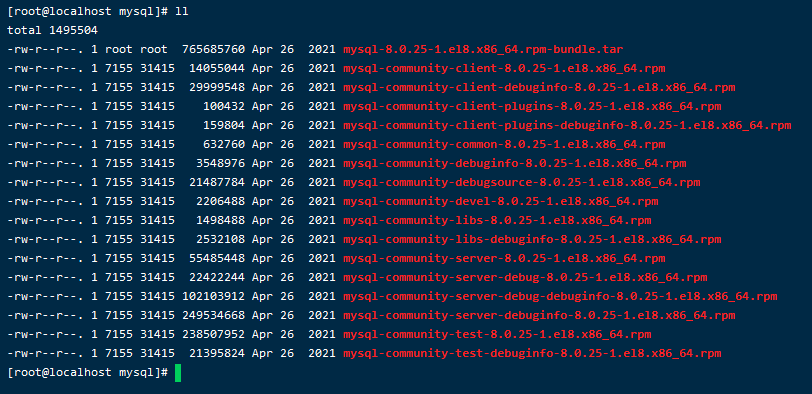 [root@localhost mysql]# ll
total 1495504
-rw-r--r--. 1 root root  765685760 Apr 26  2021 mysql-8.0.25-1.el8.x86_64.rpm-bundle.tar
-rw-r--r--. 1 7155 31415  14055044 Apr 26  2021 mysql-community-client-8.0.25-1.el8.x86_64.rpm
-rw-r--r--. 1 7155 31415  29999548 Apr 26  2021 mysql-community-client-debuginfo-8.0.25-1.el8.x86_64.rpm
-rw-r--r--. 1 7155 31415    100432 Apr 26  2021 mysql-community-client-plugins-8.0.25-1.el8.x86_64.rpm
-rw-r--r--. 1 7155 31415    159804 Apr 26  2021 mysql-community-client-plugins-debuginfo-8.0.25-1.el8.x86_64.rpm
-rw-r--r--. 1 7155 31415    632760 Apr 26  2021 mysql-community-common-8.0.25-1.el8.x86_64.rpm
-rw-r--r--. 1 7155 31415   3548976 Apr 26  2021 mysql-community-debuginfo-8.0.25-1.el8.x86_64.rpm
-rw-r--r--. 1 7155 31415  21487784 Apr 26  2021 mysql-community-debugsource-8.0.25-1.el8.x86_64.rpm
-rw-r--r--. 1 7155 31415   2206488 Apr 26  2021 mysql-community-devel-8.0.25-1.el8.x86_64.rpm
-rw-r--r--. 1 7155 31415   1498488 Apr 26  2021 mysql-community-libs-8.0.25-1.el8.x86_64.rpm
-rw-r--r--. 1 7155 31415   2532108 Apr 26  2021 mysql-community-libs-debuginfo-8.0.25-1.el8.x86_64.rpm
-rw-r--r--. 1 7155 31415  55485448 Apr 26  2021 mysql-community-server-8.0.25-1.el8.x86_64.rpm
-rw-r--r--. 1 7155 31415  22422244 Apr 26  2021 mysql-community-server-debug-8.0.25-1.el8.x86_64.rpm
-rw-r--r--. 1 7155 31415 102103912 Apr 26  2021 mysql-community-server-debug-debuginfo-8.0.25-1.el8.x86_64.rpm
-rw-r--r--. 1 7155 31415 249534668 Apr 26  2021 mysql-community-server-debuginfo-8.0.25-1.el8.x86_64.rpm
-rw-r--r--. 1 7155 31415 238507952 Apr 26  2021 mysql-community-test-8.0.25-1.el8.x86_64.rpm
-rw-r--r--. 1 7155 31415  21395824 Apr 26  2021 mysql-community-test-debuginfo-8.0.25-1.el8.x86_64.rpm
[root@localhost mysql]#